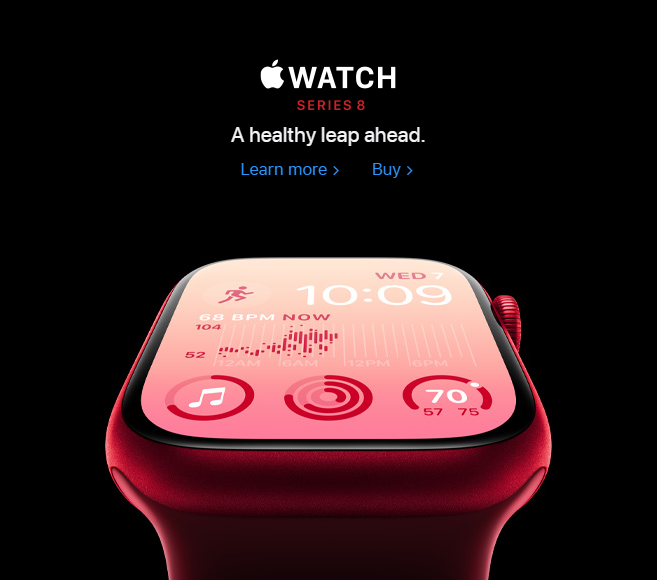 WATCH
SERIES 8
A healthy leap ahead.
Learn more >
Buy >
WED 7
10:09
68 BPM NOW
104
52
12AM 6AM 12PM 6PM
70
57 75